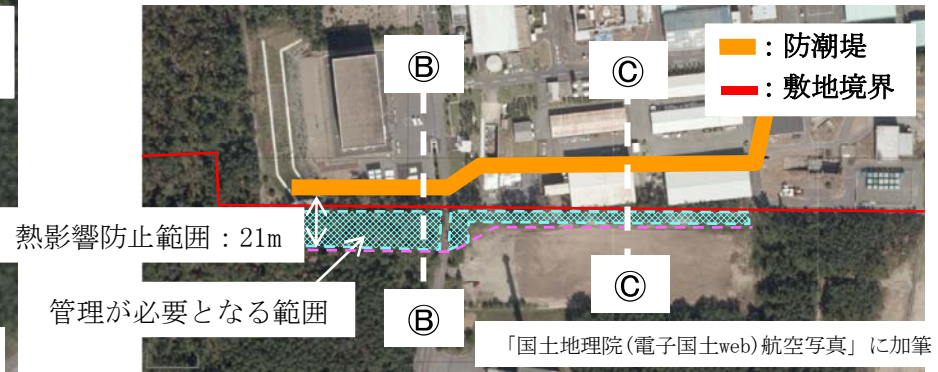 ：防潮堤
：敷地境界
Ⓑ
Ⓒ
熱影響防止範囲：21m
管理が必要となる範囲
Ⓑ
Ⓒ
「国土地理院(電子国土web)航空写真」に加筆